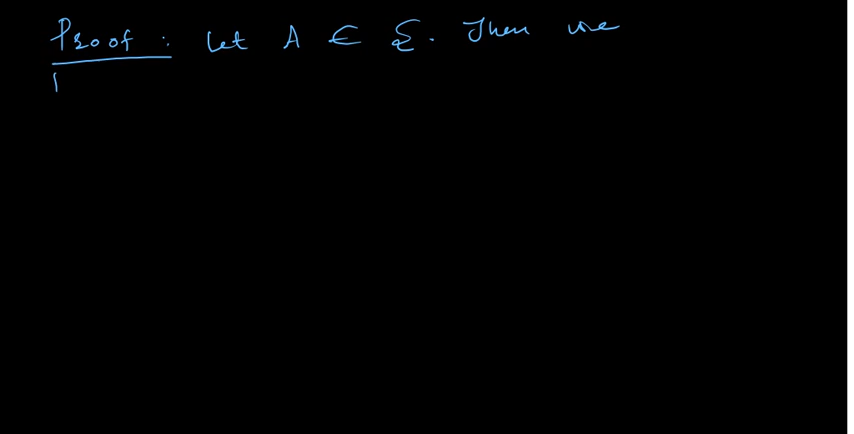 Proof : Let A ∈ Σ. Then we